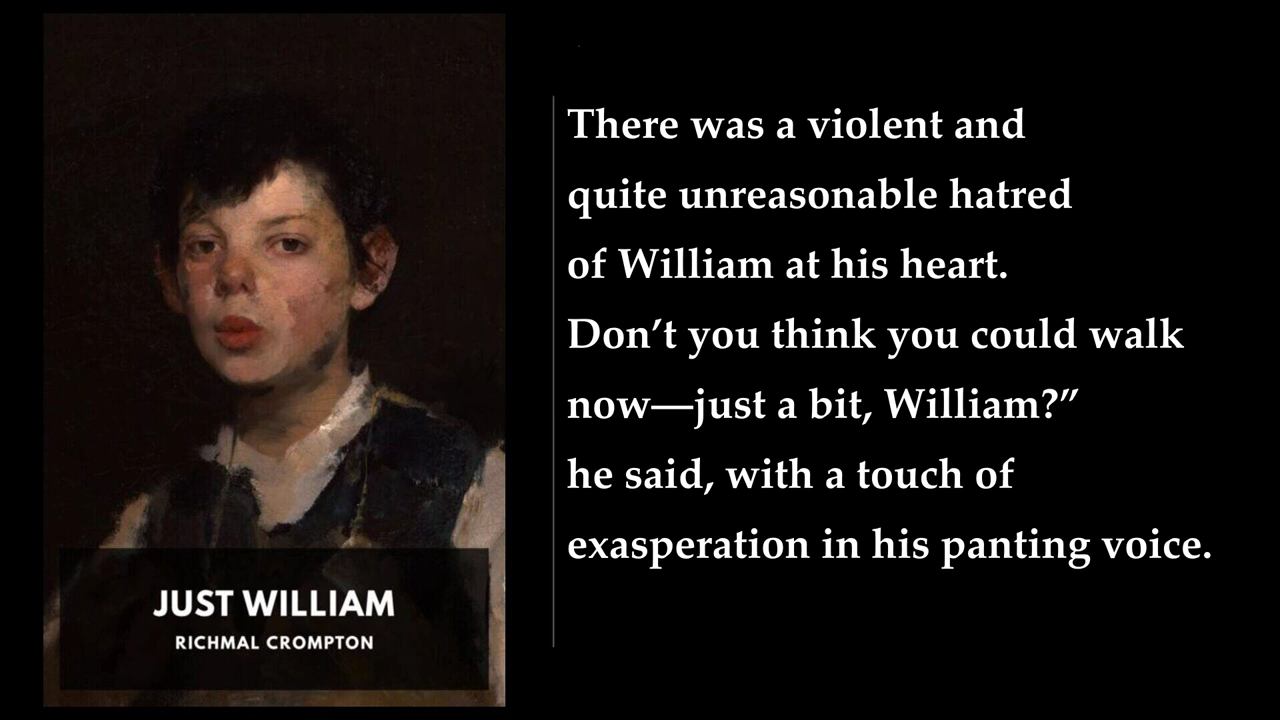 JUST WILLIAM
RICHMAL CROMPTON
There was a violent and
quite unreasonable hatred
of William at his heart.
Don’t you think you could walk
now—just a bit, William?”
he said, with a touch of
exasperation in his panting voice.